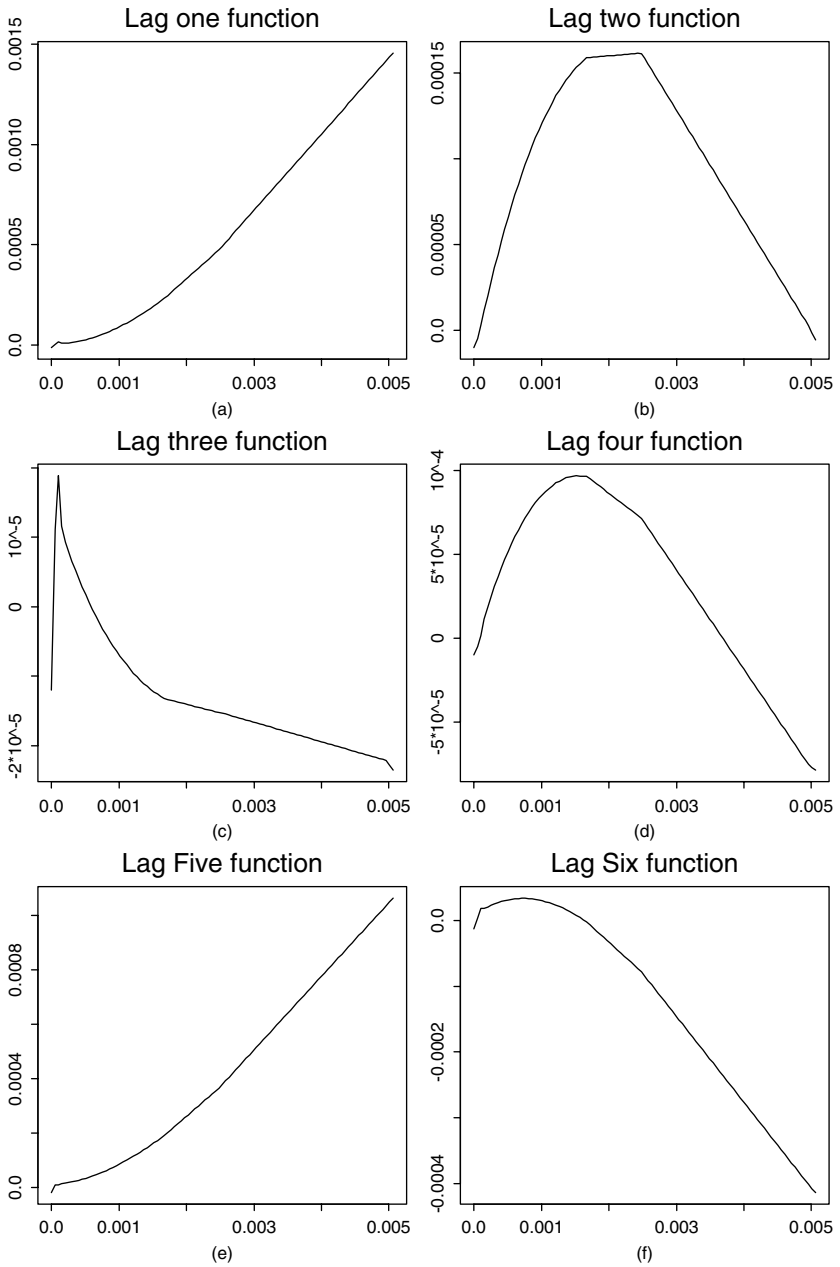 Lag one function
0.0015
0.0010
0.00005
0.0
0.0 0.001 0.003 0.005
(a)
Lag two function
0.00015
0.00005
0.0
0.0 0.001 0.003 0.005
(b)
Lag three function
10^-5
0
-2*10^-5
0.0 0.001 0.003 0.005
(c)
Lag four function
10^-4
5*10^-5
0
-5*10^-5
0.0 0.001 0.003 0.005
(d)
Lag Five function
0.0008
0.0004
0.0
0.0 0.001 0.003 0.005
(e)
Lag Six function
0.0
-0.0002
-0.0004
0.0 0.001 0.003 0.005
(f)